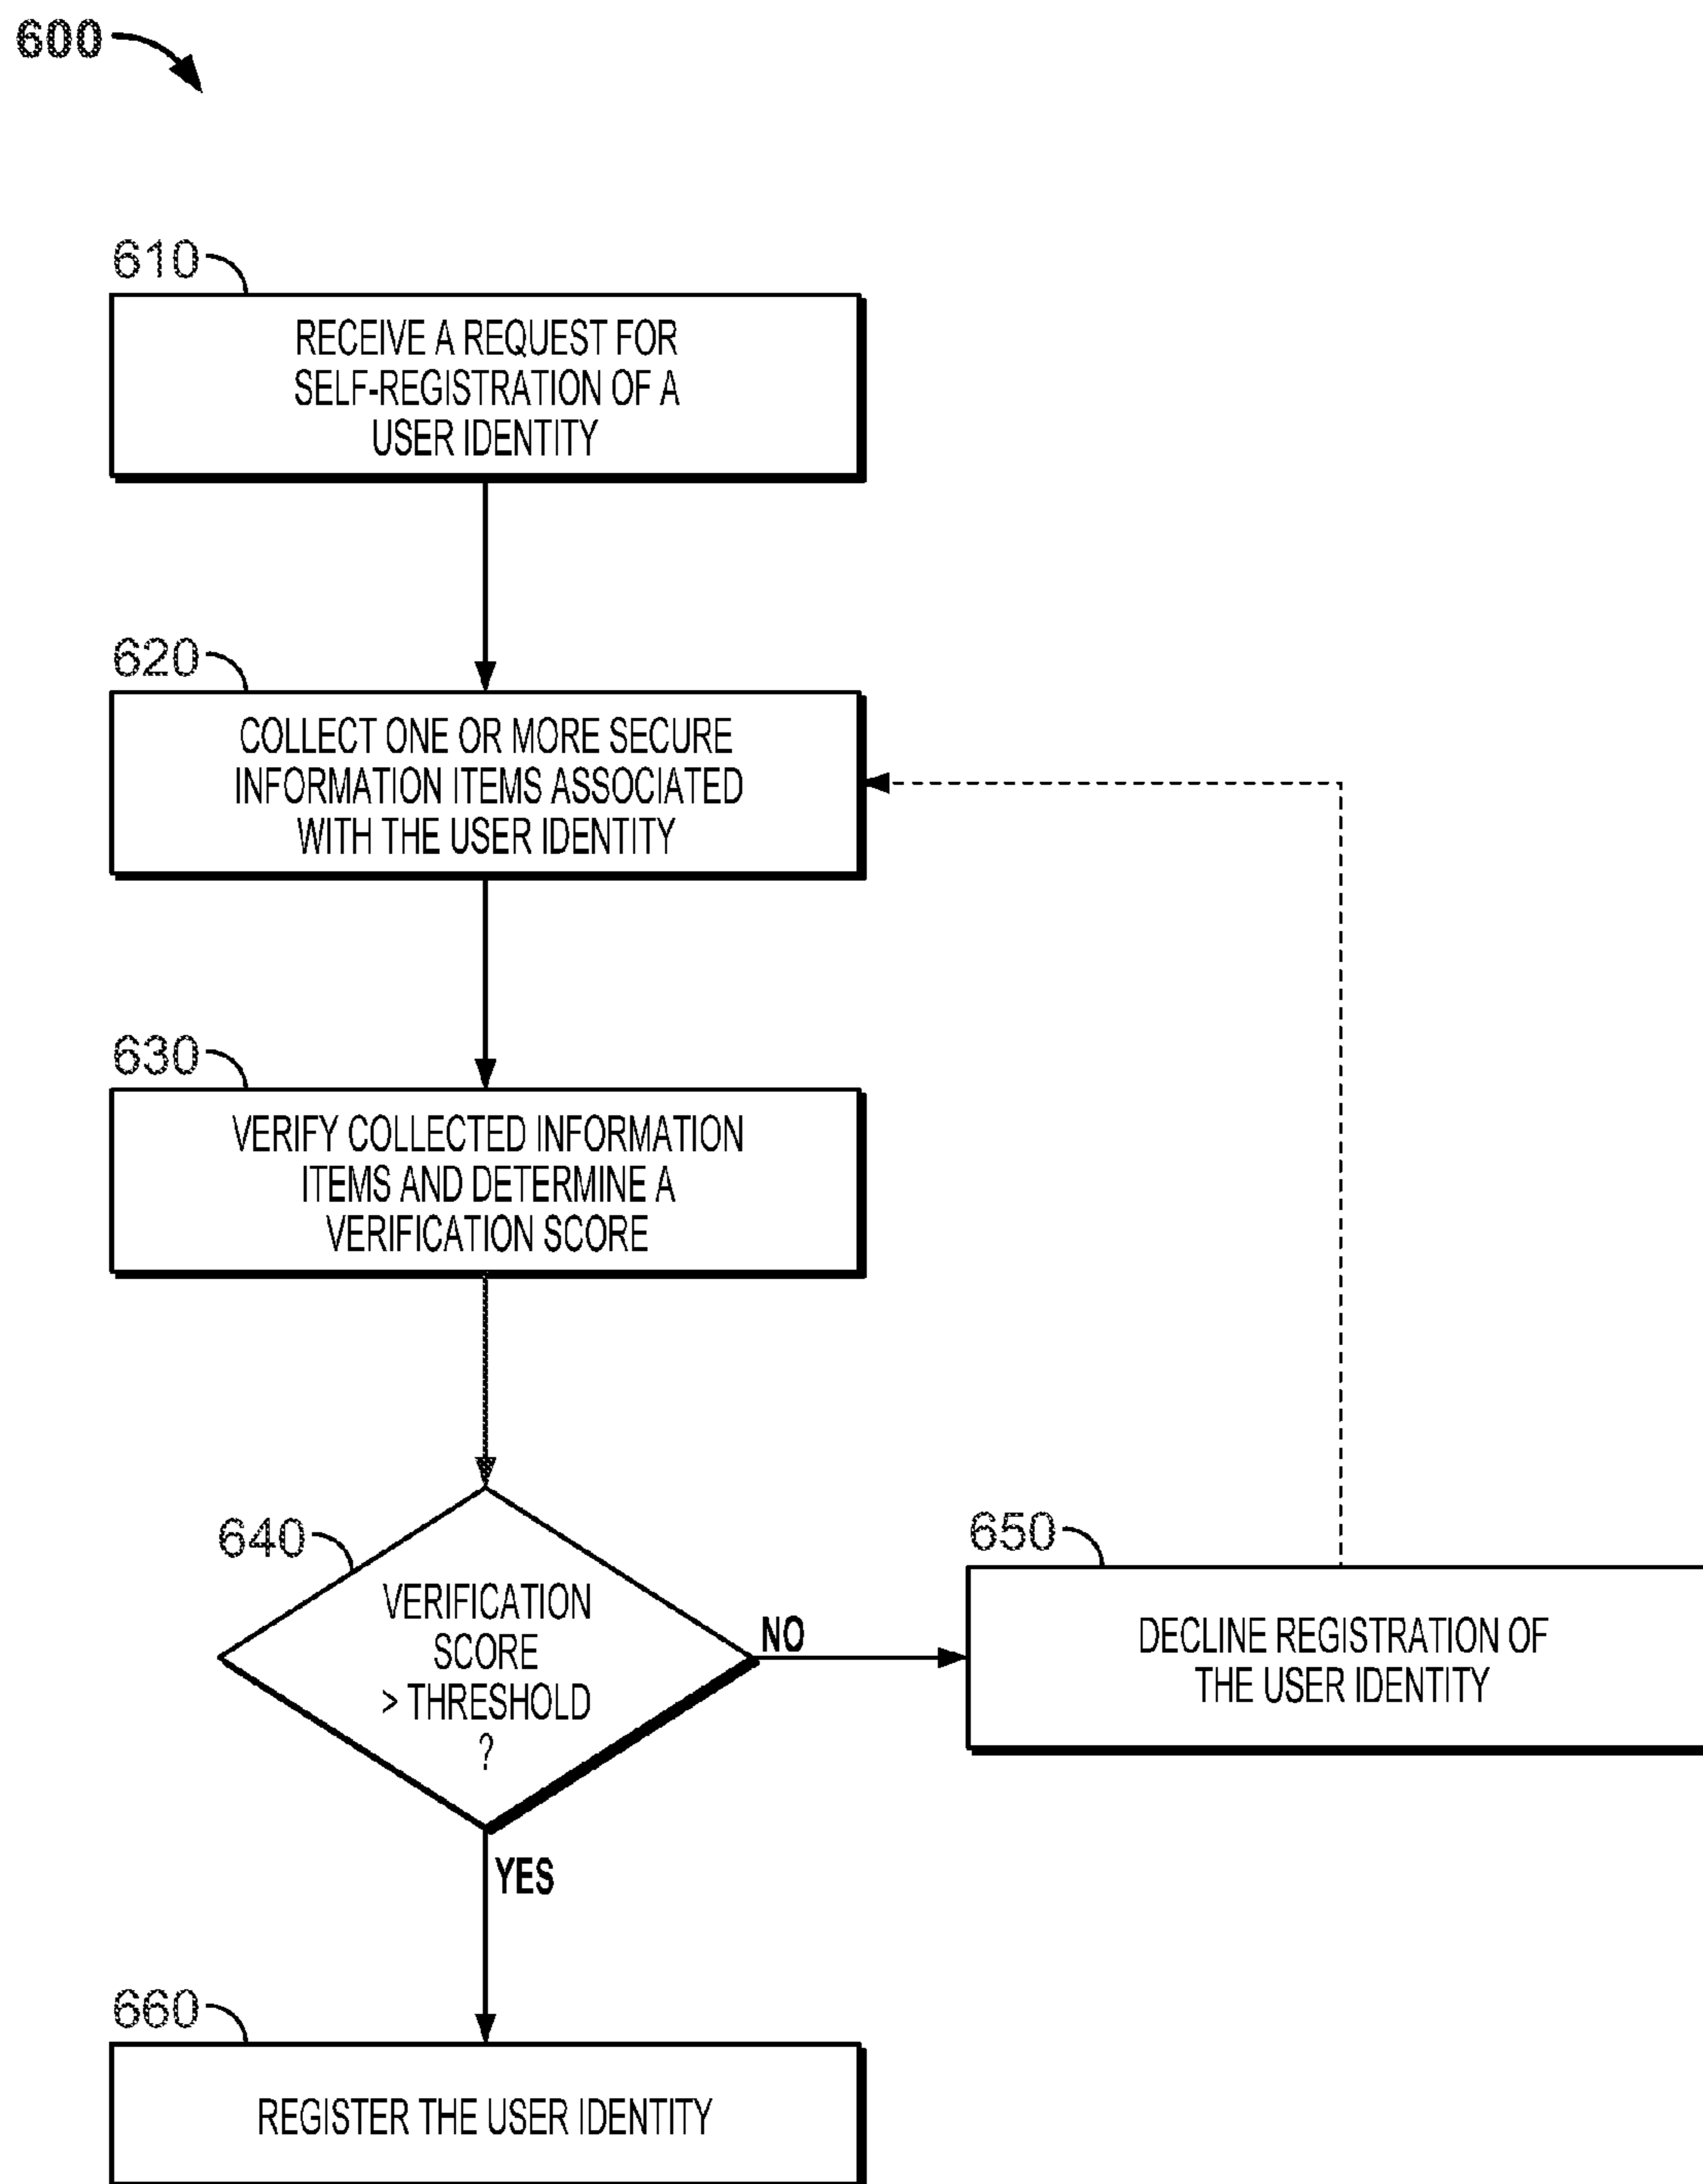 600
610
RECEIVE A REQUEST FOR
SELF-REGISTRATION OF A
USER IDENTITY
620
COLLECT ONE OR MORE SECURE
INFORMATION ITEMS ASSOCIATED
WITH THE USER IDENTITY
630
VERIFY COLLECTED INFORMATION
ITEMS AND DETERMINE A
VERIFICATION SCORE
640
VERIFICATION
SCORE
> THRESHOLD
?
NO
650
DECLINE REGISTRATION OF
THE USER IDENTITY
YES
660
REGISTER THE USER IDENTITY